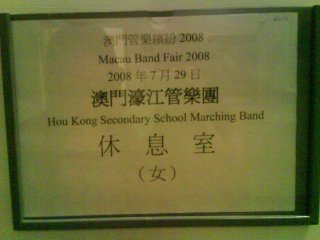 澳門管樂繽紛 2008
Macau Band Fair 2008
2008 年 7 月 29 日
澳門濠江管樂團
Hou Kong Secondary School Marching Band
休 息 室
（女）